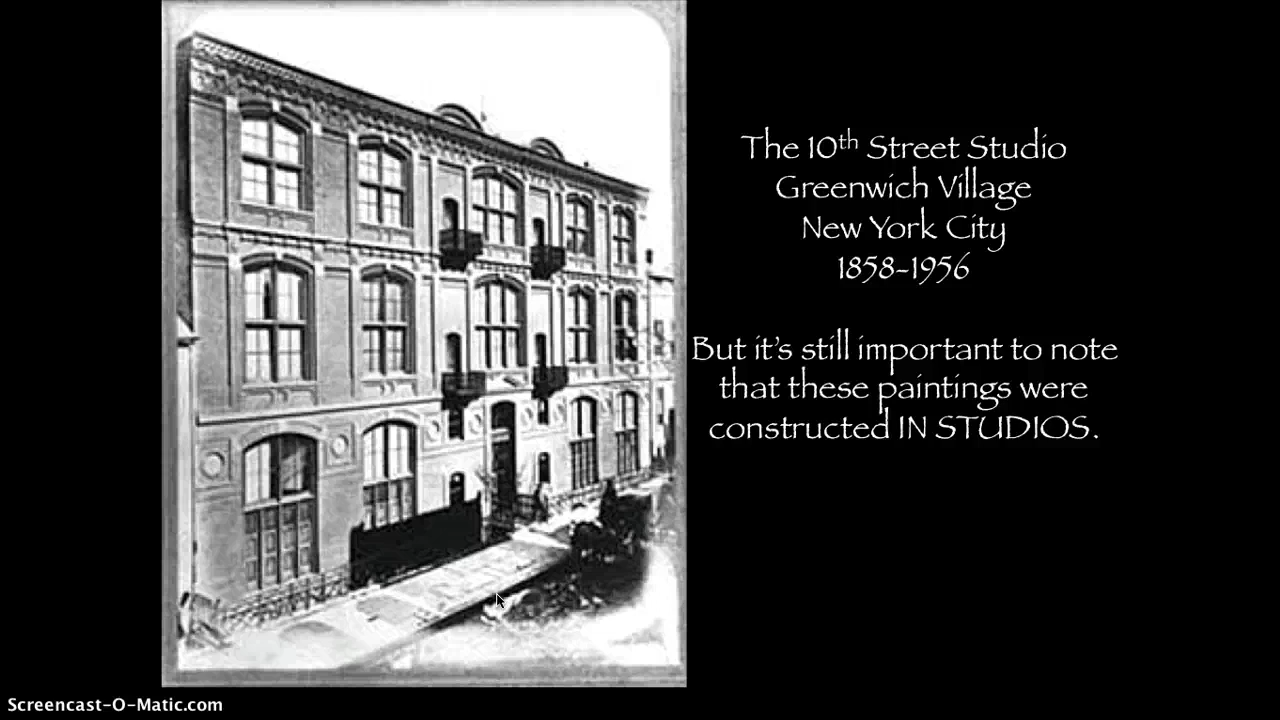 The 10th Street Studio
Greenwich Village
New York City
1858-1956
But it's still important to note
that these paintings were
constructed IN STUDIOS.
Screencast-O-Matic.com